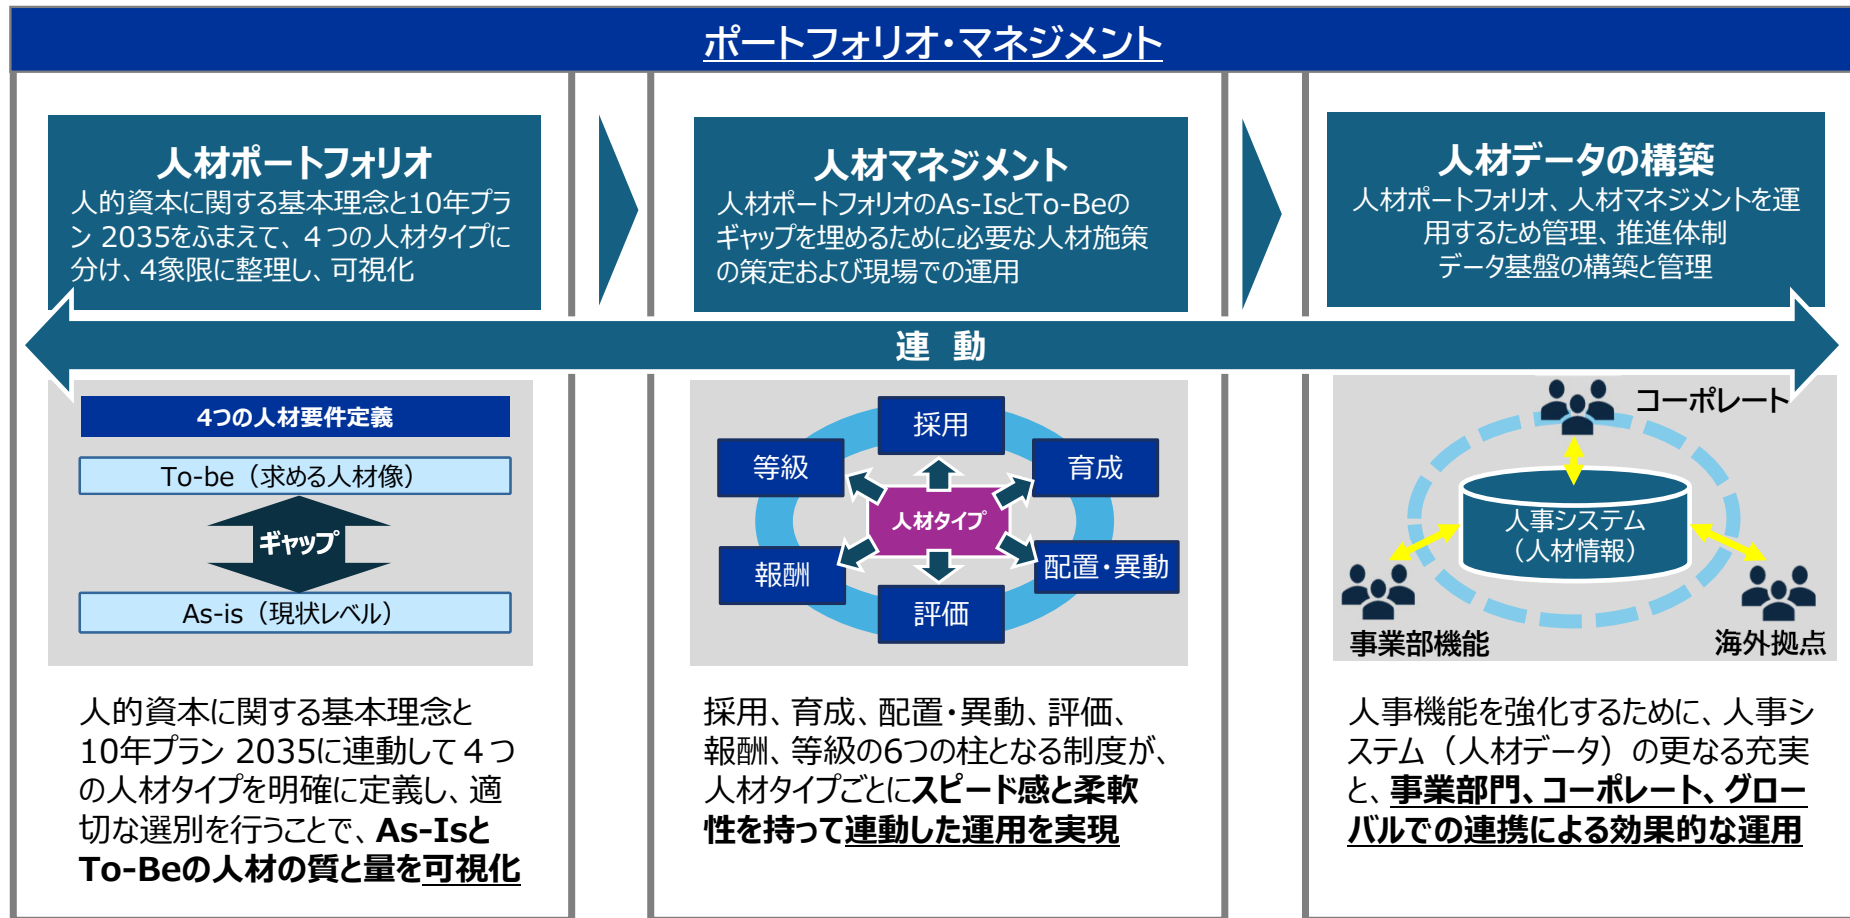 ポートフォリオ・マネジメント
人材ポートフォリオ
人的資本に関する基本理念と10年プラ
ン 2035をふまえて、４つの人材タイプに
分け、4象限に整理し、可視化
人材マネジメント
人材ポートフォリオのAs-IsとTo-Beの
ギャップを埋めるために必要な人材施策
の策定および現場での運用
人材データの構築
人材ポートフォリオ、人材マネジメントを運
用するため管理、推進体制
データ基盤の構築と管理
連 動
4つの人材要件定義
To-be（求める人材像）
ギャップ
As-is（現状レベル）
採用
等級
育成
人材タイプ
報酬
配置・異動
評価
コーポレート
人事システム
（人材情報）
事業部機能
海外拠点
人的資本に関する基本理念と
10年プラン 2035に連動して４つ
の人材タイプを明確に定義し、適
切な選別を行うことで、As-Isと
To-Beの人材の質と量を可視化
採用、育成、配置・異動、評価、
報酬、等級の6つの柱となる制度が、
人材タイプごとにスピード感と柔軟
性を持って連動した運用を実現
人事機能を強化するために、人事シ
ステム（人材データ）の更なる充実
と、事業部門、コーポレート、グロー
バルでの連携による効果的な運用